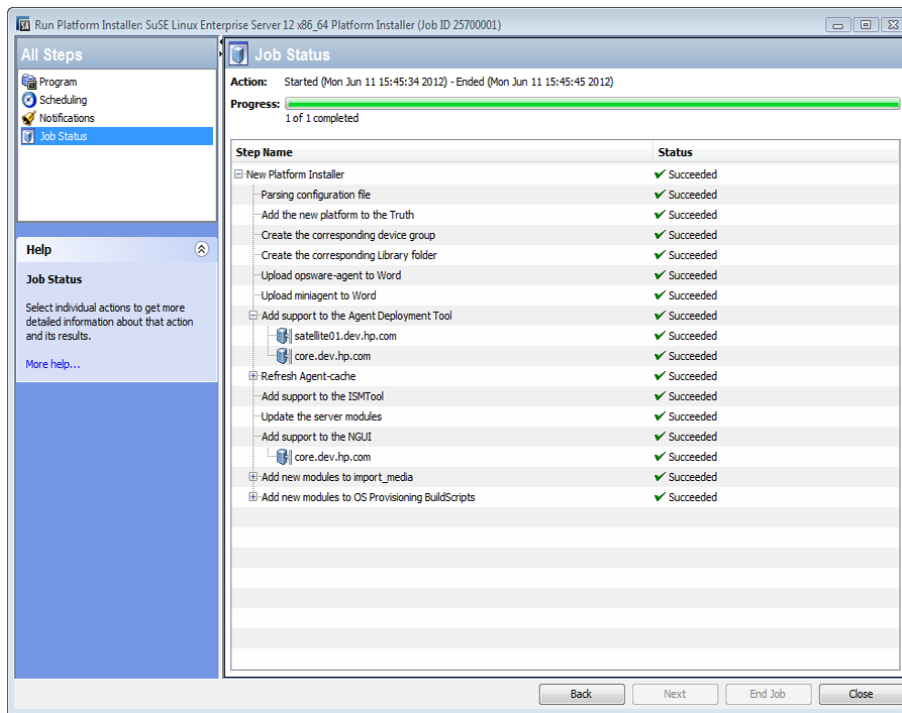 Run Platform Installer: SuSE Linux Enterprise Server 12 x86_64 Platform Installer (Job ID 25700001)
All Steps
Program
Scheduling
Notifications
Job Status
Help
Job Status
Select individual actions to get more
detailed information about that action
and its results.
More help...
Job Status
Action: Started (Mon Jun 11 15:45:34 2012) - Ended (Mon Jun 11 15:45:45 2012)
Progress:
1 of 1 completed
Step Name Status
New Platform Installer Succeeded
Parsing configuration file Succeeded
Add the new platform to the Truth Succeeded
Create the corresponding device group Succeeded
Create the corresponding Library folder Succeeded
Upload opsware-agent to Word Succeeded
Upload miniagent to Word Succeeded
Add support to the Agent Deployment Tool Succeeded
satellite01.dev.hp.com Succeeded
core.dev.hp.com Succeeded
Refresh Agent-cache Succeeded
Add support to the ISMTool Succeeded
Update the server modules Succeeded
Add support to the NGUI Succeeded
core.dev.hp.com Succeeded
Add new modules to import_media Succeeded
Add new modules to OS Provisioning BuildScripts Succeeded
Back Next End Job Close